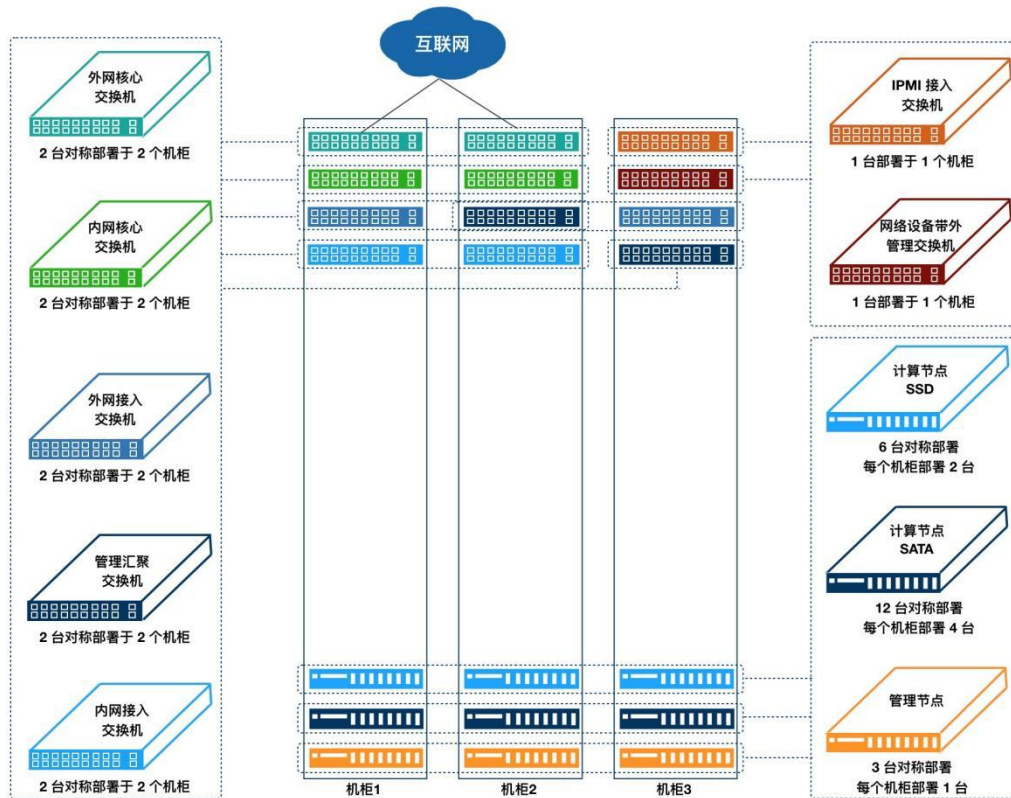 互联网
外网核心
交换机
2 台对称部署于 2 个机柜
内网核心
交换机
2 台对称部署于 2 个机柜
外网接入
交换机
2 台对称部署于 2 个机柜
管理汇聚
交换机
2 台对称部署于 2 个机柜
内网接入
交换机
2 台对称部署于 2 个机柜
机柜1
机柜2
机柜3
IPMI 接入
交换机
1 台部署于 1 个机柜
网络设备带外
管理交换机
1 台部署于 1 个机柜
计算节点
SSD
6 台对称部署
每个机柜部署 2 台
计算节点
SATA
12 台对称部署
每个机柜部署 4 台
管理节点
3 台对称部署
每个机柜部署 1 台